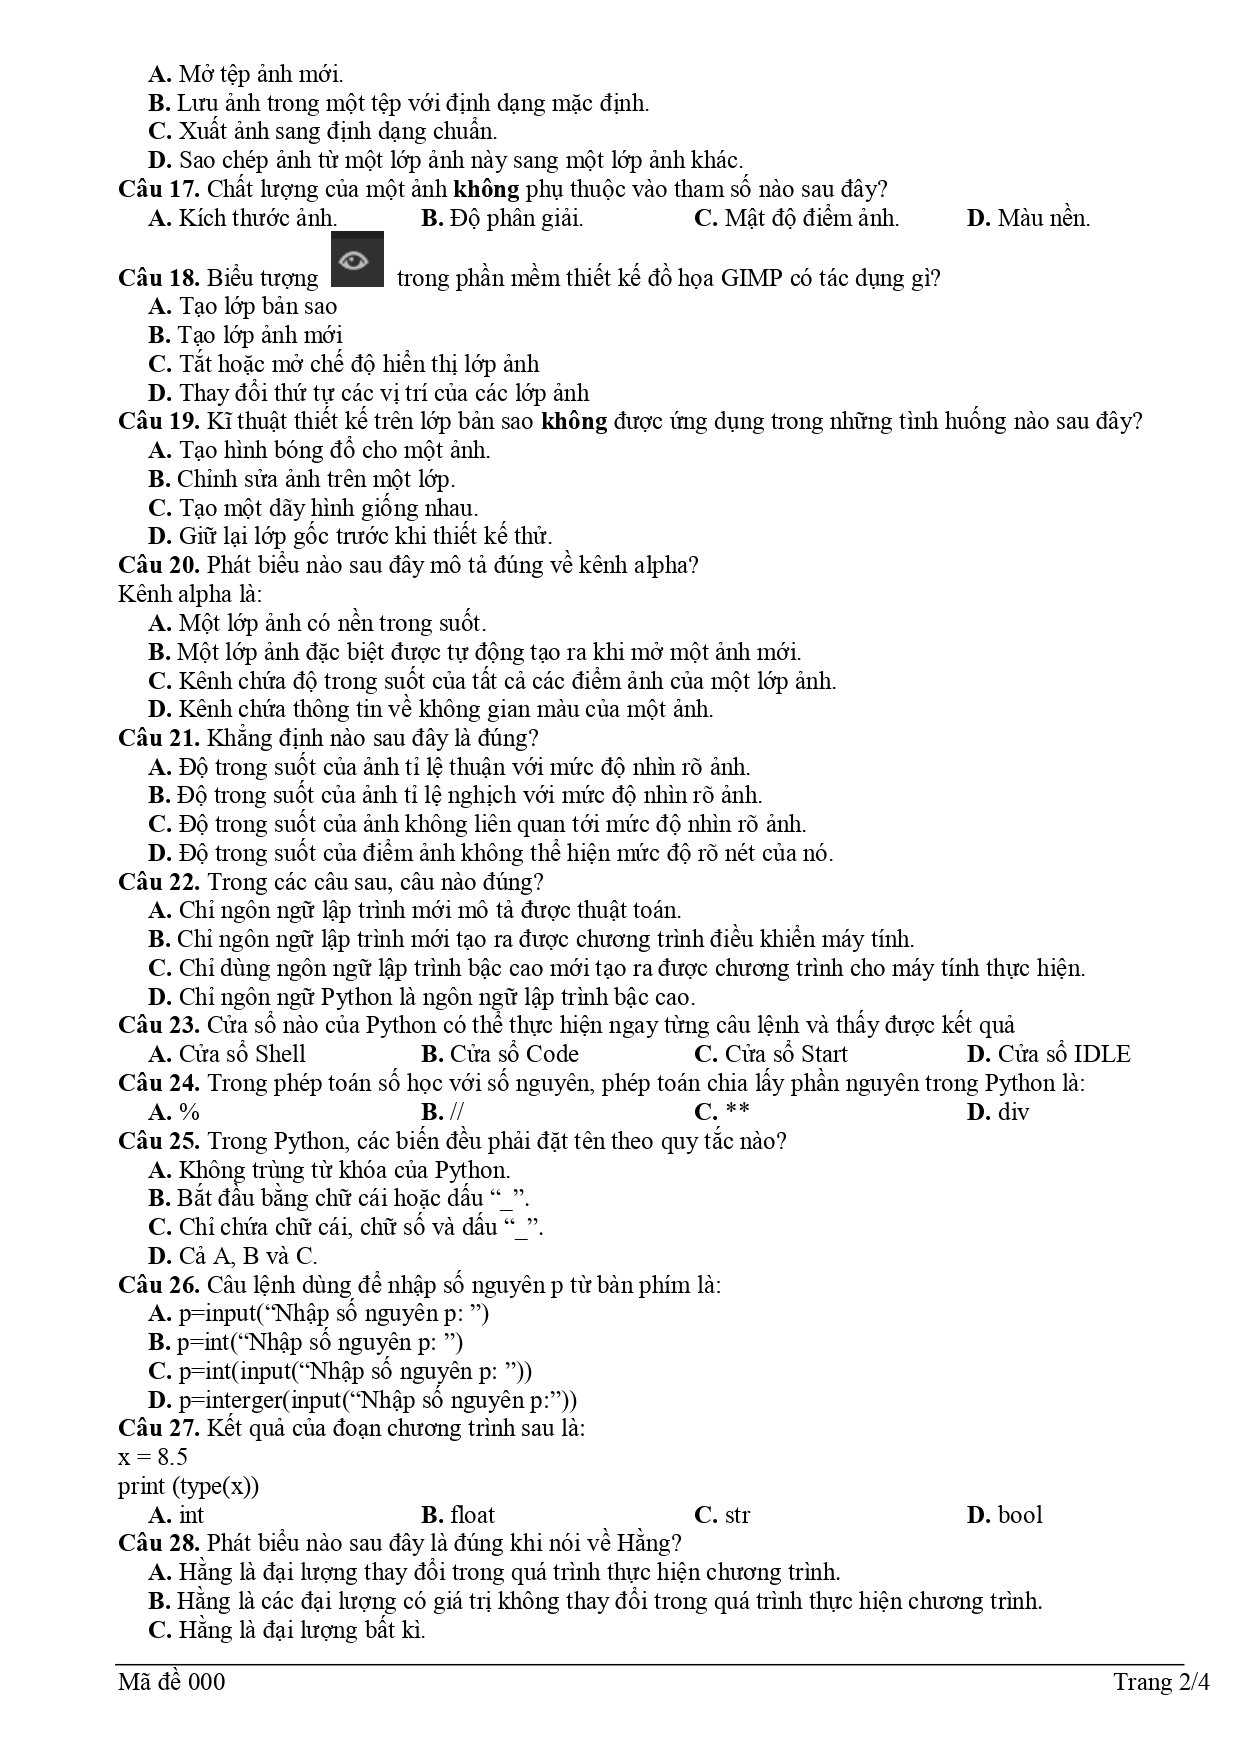 A. Mở tệp ảnh mới.
B. Lưu ảnh trong một tệp với định dạng mặc định.
C. Xuất ảnh sang định dạng chuẩn.
D. Sao chép ảnh từ một lớp ảnh này sang một lớp ảnh khác.
Câu 17. Chất lượng của một ảnh không phụ thuộc vào tham số nào sau đây?
A. Kích thước ảnh. B. Độ phân giải. C. Mật độ điểm ảnh. D. Màu nền.
Câu 18. Biểu tượng trong phần mềm thiết kế đồ họa GIMP có tác dụng gì?
A. Tạo lớp bản sao
B. Tạo lớp ảnh mới
C. Tắt hoặc mở chế độ hiển thị lớp ảnh
D. Thay đổi thứ tự các vị trí của các lớp ảnh
Câu 19. Kĩ thuật thiết kế trên lớp bản sao không được ứng dụng trong những tình huống nào sau đây?
A. Tạo hình bóng đổ cho một ảnh.
B. Chỉnh sửa ảnh trên một lớp.
C. Tạo một dãy hình giống nhau.
D. Giữ lại lớp gốc trước khi thiết kế thử.
Câu 20. Phát biểu nào sau đây mô tả đúng về kênh alpha?
Kênh alpha là:
A. Một lớp ảnh có nền trong suốt.
B. Một lớp ảnh đặc biệt được tự động tạo ra khi mở một ảnh mới.
C. Kênh chứa độ trong suốt của tất cả các điểm ảnh của một lớp ảnh.
D. Kênh chứa thông tin về không gian màu của một ảnh.
Câu 21. Khẳng định nào sau đây là đúng?
A. Độ trong suốt của ảnh tỉ lệ thuận với mức độ nhìn rõ ảnh.
B. Độ trong suốt của ảnh tỉ lệ nghịch với mức độ nhìn rõ ảnh.
C. Độ trong suốt của ảnh không liên quan tới mức độ nhìn rõ ảnh.
D. Độ trong suốt của điểm ảnh không thể hiện mức độ rõ nét của nó.
Câu 22. Trong các câu sau, câu nào đúng?
A. Chỉ ngôn ngữ lập trình mới mô tả được thuật toán.
B. Chỉ ngôn ngữ lập trình mới tạo ra được chương trình điều khiển máy tính.
C. Chỉ dùng ngôn ngữ lập trình bậc cao mới tạo ra được chương trình cho máy tính thực hiện.
D. Chỉ ngôn ngữ Python là ngôn ngữ lập trình bậc cao.
Câu 23. Cửa sổ nào của Python có thể thực hiện ngay từng câu lệnh và thấy được kết quả
A. Cửa sổ Shell B. Cửa sổ Code C. Cửa sổ Start D. Cửa sổ IDLE
Câu 24. Trong phép toán số học với số nguyên, phép toán chia lấy phần nguyên trong Python là:
A. % B. // C. ** D. div
Câu 25. Trong Python, các biến đều phải đặt tên theo quy tắc nào?
A. Không trùng từ khóa của Python.
B. Bắt đầu bằng chữ cái hoặc dấu “_”.
C. Chỉ chứa chữ cái, chữ số và dấu “_”.
D. Cả A, B và C.
Câu 26. Câu lệnh dùng để nhập số nguyên p từ bàn phím là:
A. p=input(“Nhập số nguyên p: ”)
B. p=int(“Nhập số nguyên p: ”)
C. p=int(input(“Nhập số nguyên p: ”))
D. p=interger(input(“Nhập số nguyên p:”))
Câu 27. Kết quả của đoạn chương trình sau là:
x = 8.5
print (type(x))
A. int B. float C. str D. bool
Câu 28. Phát biểu nào sau đây là đúng khi nói về Hằng?
A. Hằng là đại lượng thay đổi trong quá trình thực hiện chương trình.
B. Hằng là các đại lượng có giá trị không thay đổi trong quá trình thực hiện chương trình.
C. Hằng là đại lượng bất kì.
Mã đề 000 Trang 2/4